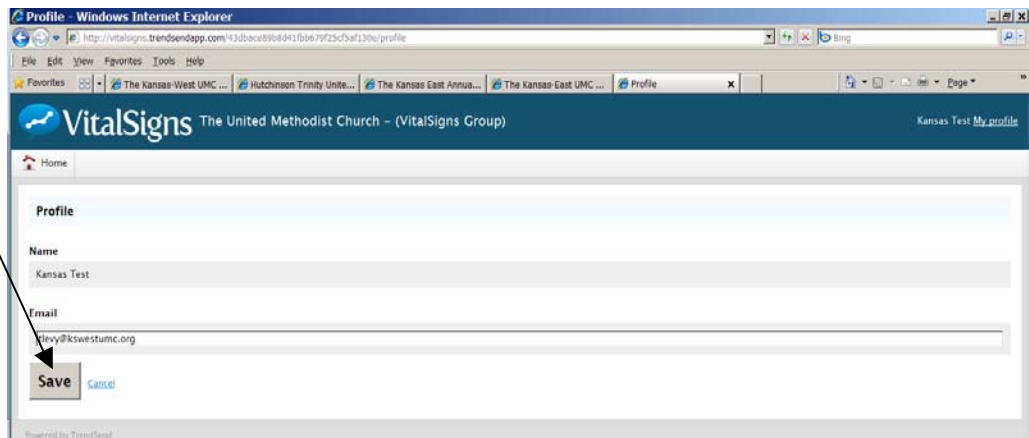 Profile - Windows Internet Explorer
http://vitalsigns.trendsendapp.com/43dbace89b8d41fbb679f25cf5af130e/profile
Bing
File Edit View Favorites Tools Help
Favorites The Kansas-West UMC ... Hutchinson Trinity Unite... The Kansas East Annua... The Kansas-East UMC ... Profile x Page
VitalSigns The United Methodist Church – (VitalSigns Group) Kansas Test My profile
Home
Profile
Name
Kansas Test
Email
tlevy@kswestumc.org
Save Cancel
Powered by TrendSend